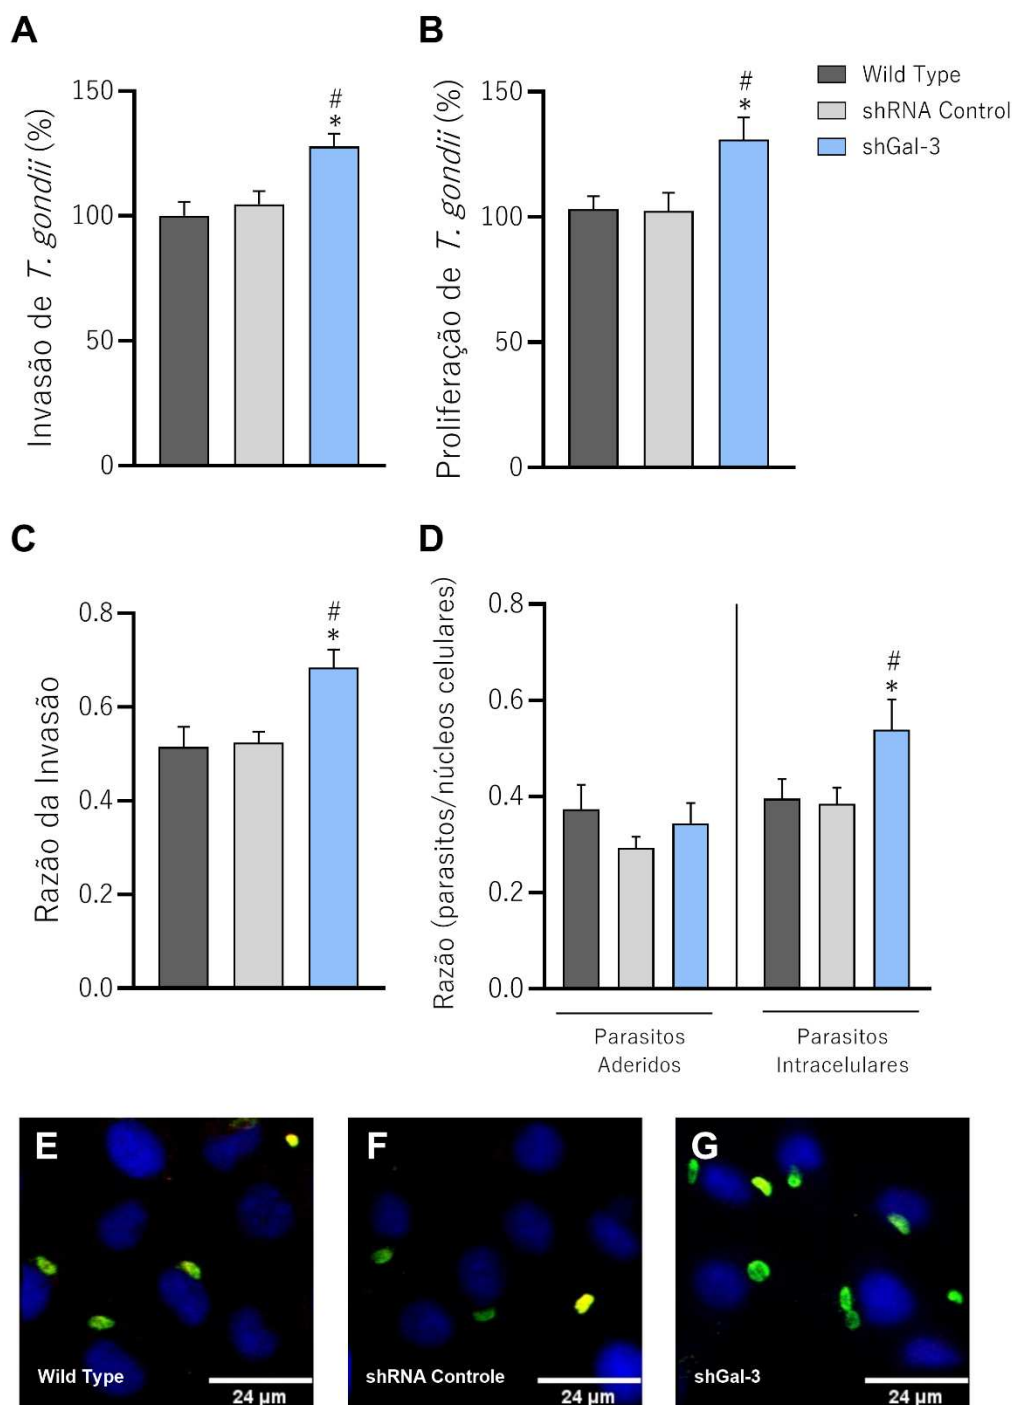 A
B
Wild Type
shRNA Control
shGal-3
Invasão de T. gondii (%)
150
100
50
0
#
*
Proliferação de T. gondii (%)
150
100
50
0
#
*
C
D
Razão da Invasão
0.8
0.6
0.4
0.2
0.0
#
*
Razão (parasitos/núcleos celulares)
0.8
0.6
0.4
0.2
0.0
#
*
Parasitos
Aderidos
Parasitos
Intracelulares
E
Wild Type
24 µm
F
shRNA Controle
24 µm
G
shGal-3
24 µm